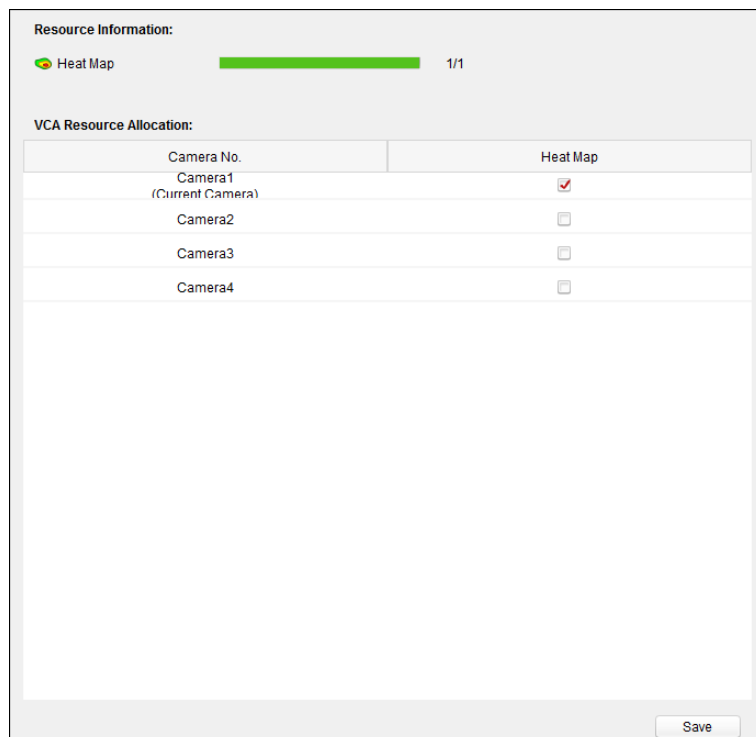 Resource Information:
Heat Map 1/1
VCA Resource Allocation:
Camera No. Heat Map
Camera1
(Current Camera)
Camera2
Camera3
Camera4
Save